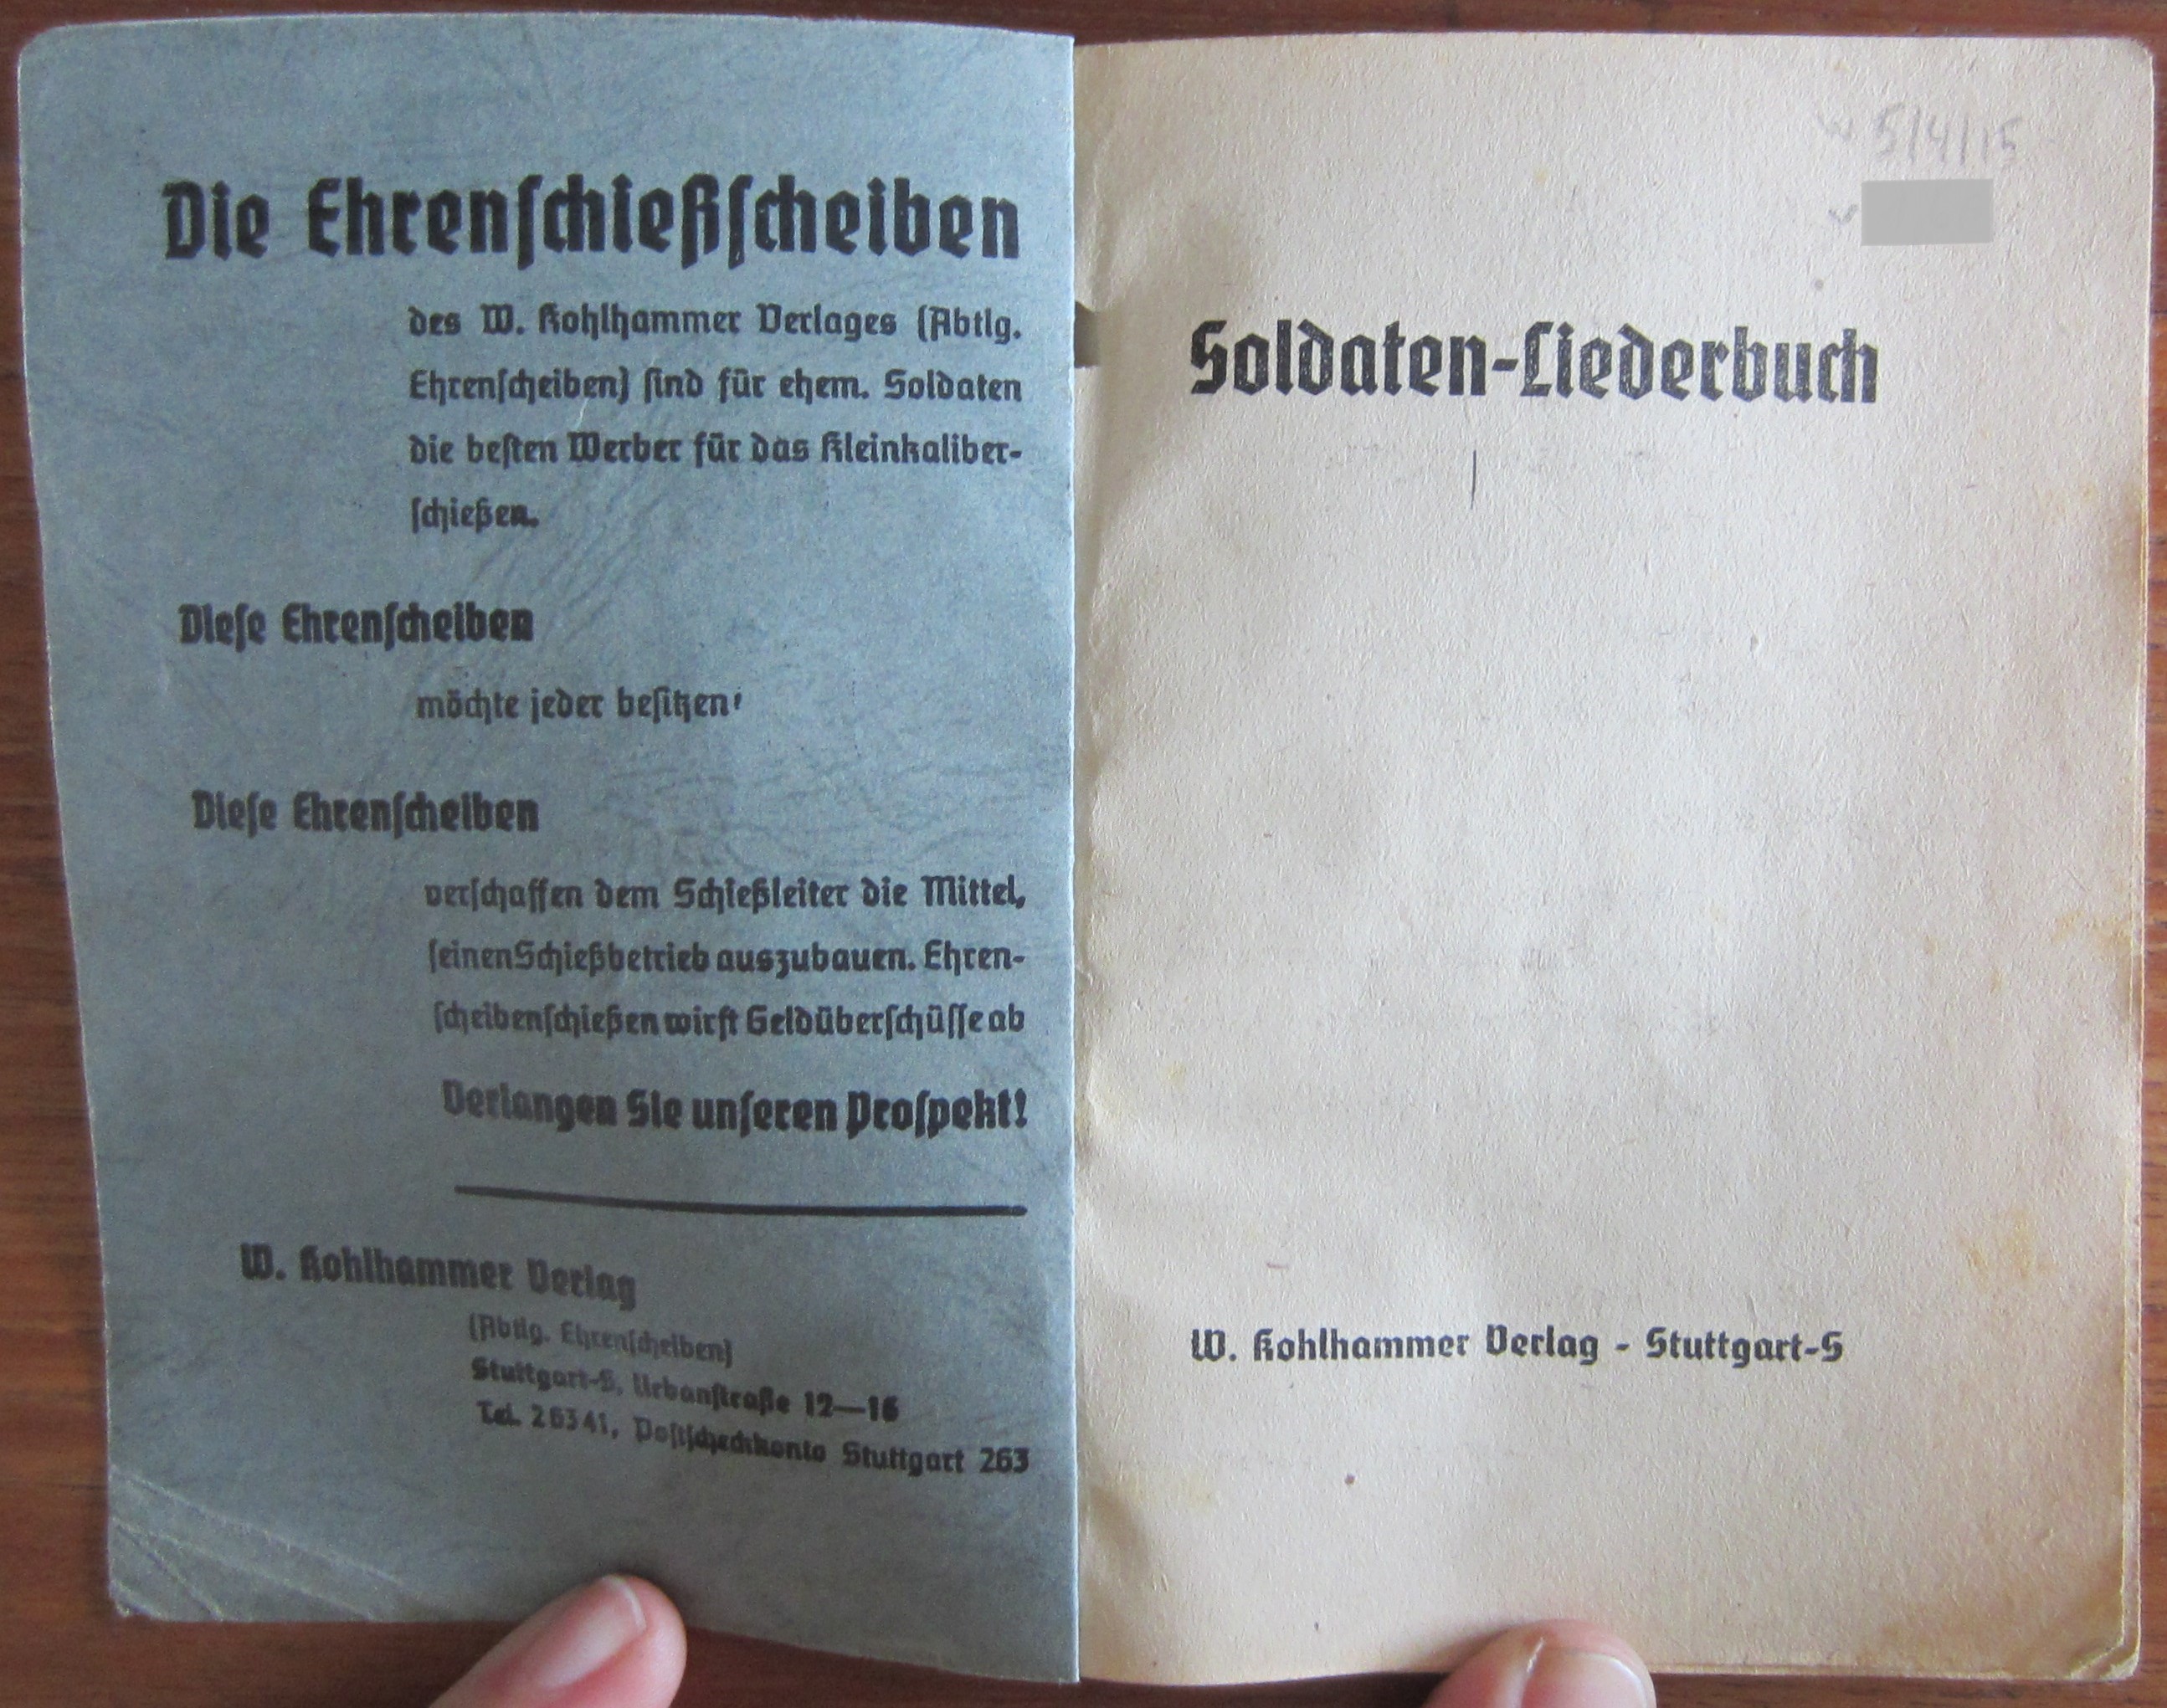 Die Ehrenſchießſcheiben
des W. Kohlhammer Verlages (Abtlg.
Ehrenſcheiben) ſind für ehem. Soldaten
die beſten Werber für das Kleinkaliber-
ſchießen.
Dieſe Ehrenſcheiben
möchte jeder beſitzen!
Dieſe Ehrenſcheiben
verſchaffen dem Schießleiter die Mittel,
ſeinen Schießbetrieb auszubauen. Ehren-
ſcheibenſchießen wirft Geldüberſchüſſe ab
Verlangen Sie unſeren Proſpekt!
W. Kohlhammer Verlag
(Abtlg. Ehrenſcheiben)
Stuttgart-S, Urbanſtraße 12—16
Tel. 26341, Poſtſcheckkonto Stuttgart 263
5/4/15
Soldaten-Liederbuch
W. Kohlhammer Verlag - Stuttgart-S